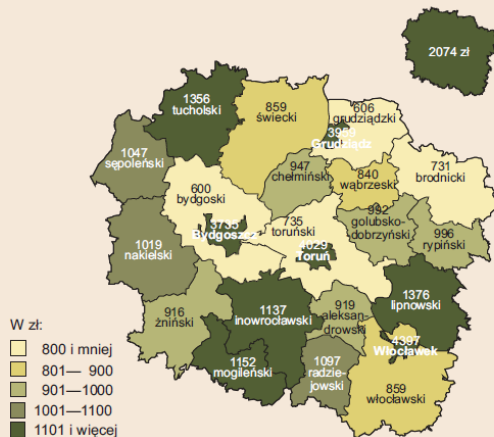 2074 zł
1356
tucholski
859
świecki
606
grudziądzki
3959
Grudziądz
1047
sępoleński
947
chełmiński
840
wąbrzeski
731
brodnicki
600
bydgoski
3735
Bydgoszcz
735
toruński
4029
Toruń
992
golubsko-
dobrzyński
996
rypiński
1019
nakielski
916
żniński
1137
inowrocławski
919
aleksan-
drowski
1376
lipnowski
4397
Włocławek
1152
mogileński
1097
radzie-
jowski
859
włocławski
W zł:
800 i mniej
801— 900
901—1000
1001—1100
1101 i więcej